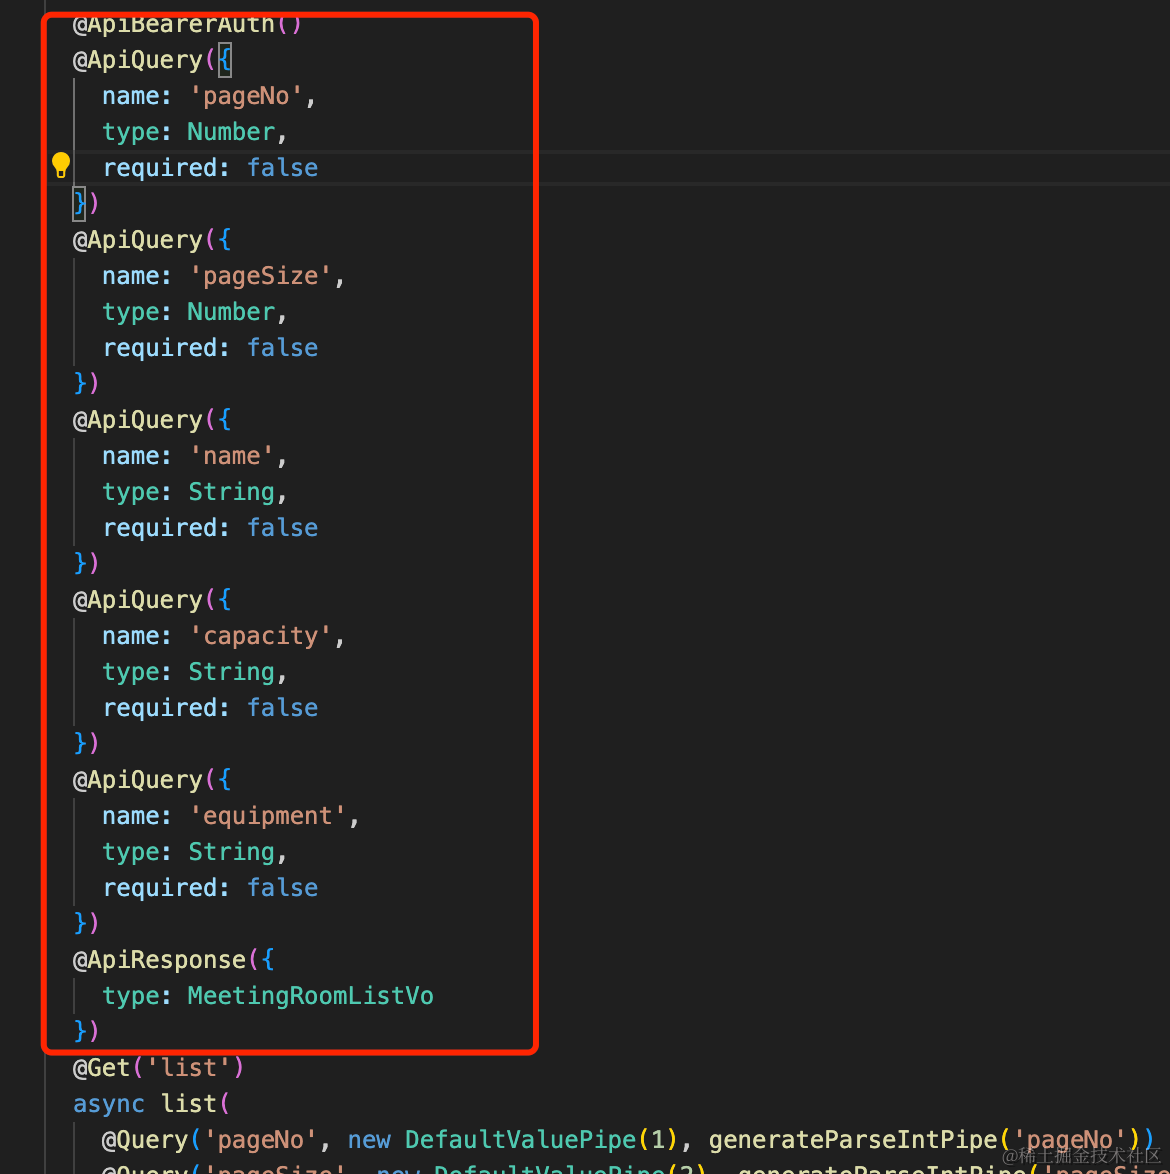 @ApiBearerAuth()
@ApiQuery({
  name: 'pageNo',
  type: Number,
  required: false
})
@ApiQuery({
  name: 'pageSize',
  type: Number,
  required: false
})
@ApiQuery({
  name: 'name',
  type: String,
  required: false
})
@ApiQuery({
  name: 'capacity',
  type: String,
  required: false
})
@ApiQuery({
  name: 'equipment',
  type: String,
  required: false
})
@ApiResponse({
  type: MeetingRoomListVo
})
@Get('list')
async list(
  @Query('pageNo', new DefaultValuePipe(1), generateParseIntPipe('pageNo'))
  @Query('pageSize', new DefaultValuePipe(2), generateParseIntPipe('pageSiz
@稀土掘金技术社区